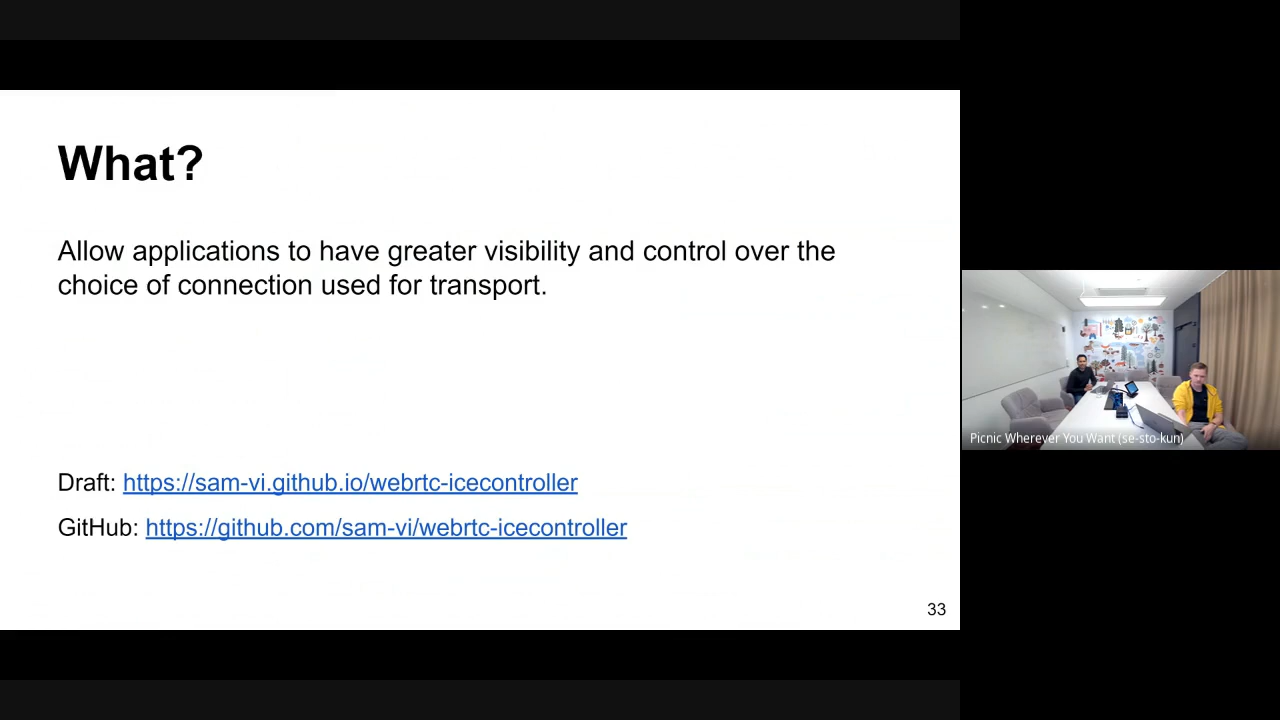 What?
Allow applications to have greater visibility and control over the
choice of connection used for transport.
Draft: https://sam-vi.github.io/webrtc-icecontroller
GitHub: https://github.com/sam-vi/webrtc-icecontroller
33
Picnic Wherever You Want (se-sto-kun)